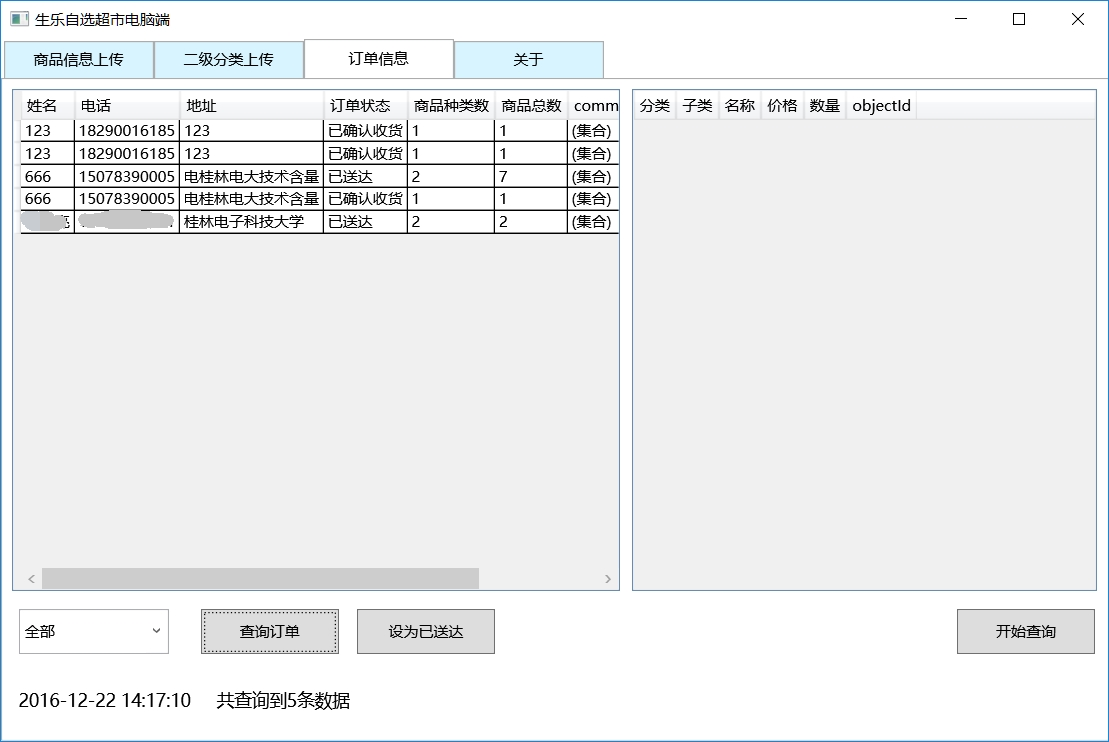 生乐自选超市电脑端
商品信息上传 二级分类上传 订单信息 关于
姓名 电话 地址 订单状态 商品种类数 商品总数 comm
123 18290016185 123 已确认收货 1 1 (集合)
123 18290016185 123 已确认收货 1 1 (集合)
666 15078390005 电桂林电大技术含量 已送达 2 7 (集合)
666 15078390005 电桂林电大技术含量 已确认收货 1 1 (集合)
桂林电子科技大学 已送达 2 2 (集合)
分类 子类 名称 价格 数量 objectId
全部 查询订单 设为已送达 开始查询
2016-12-22 14:17:10 共查询到5条数据